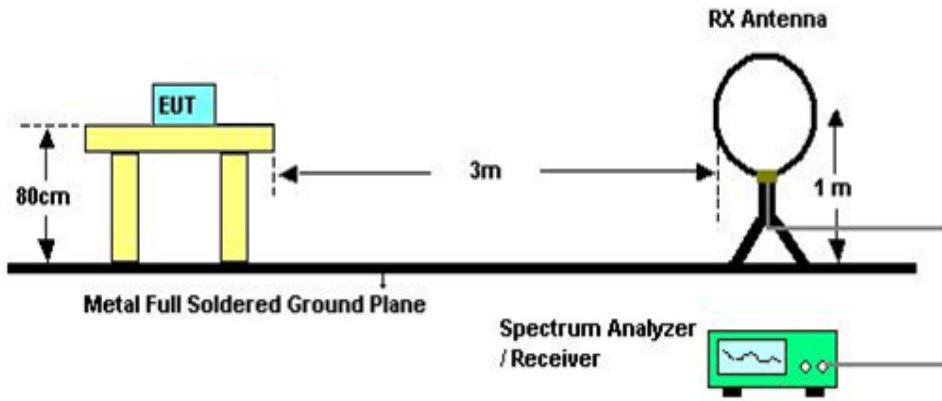 RX Antenna
EUT
80cm
3m
1 m
Metal Full Soldered Ground Plane
Spectrum Analyzer
/ Receiver